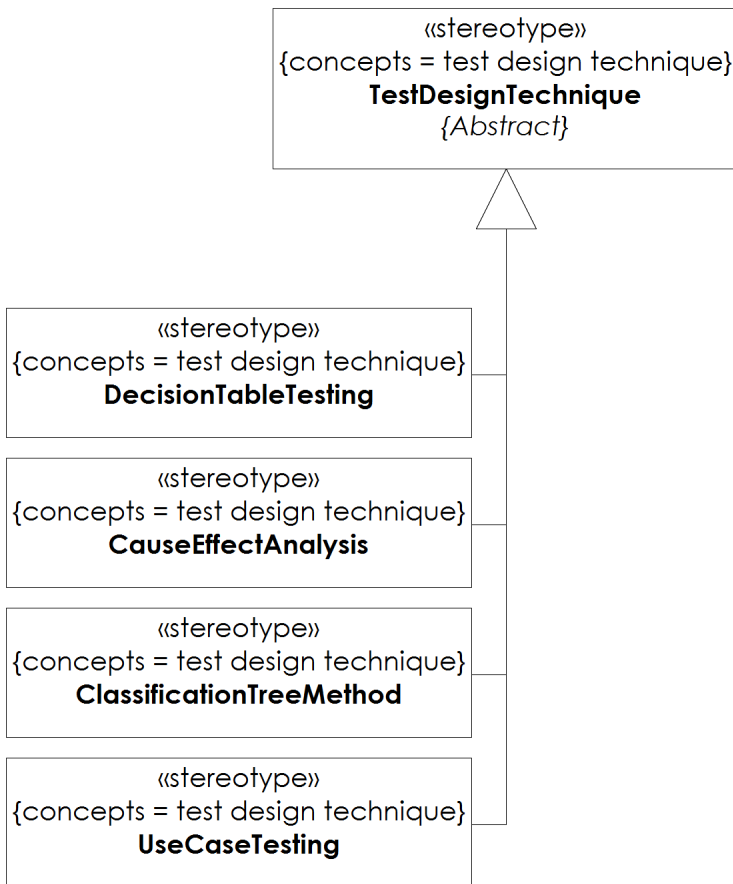 «stereotype»
{concepts = test design technique}
TestDesignTechnique
{Abstract}
«stereotype»
{concepts = test design technique}
DecisionTableTesting
«stereotype»
{concepts = test design technique}
CauseEffectAnalysis
«stereotype»
{concepts = test design technique}
ClassificationTreeMethod
«stereotype»
{concepts = test design technique}
UseCaseTesting